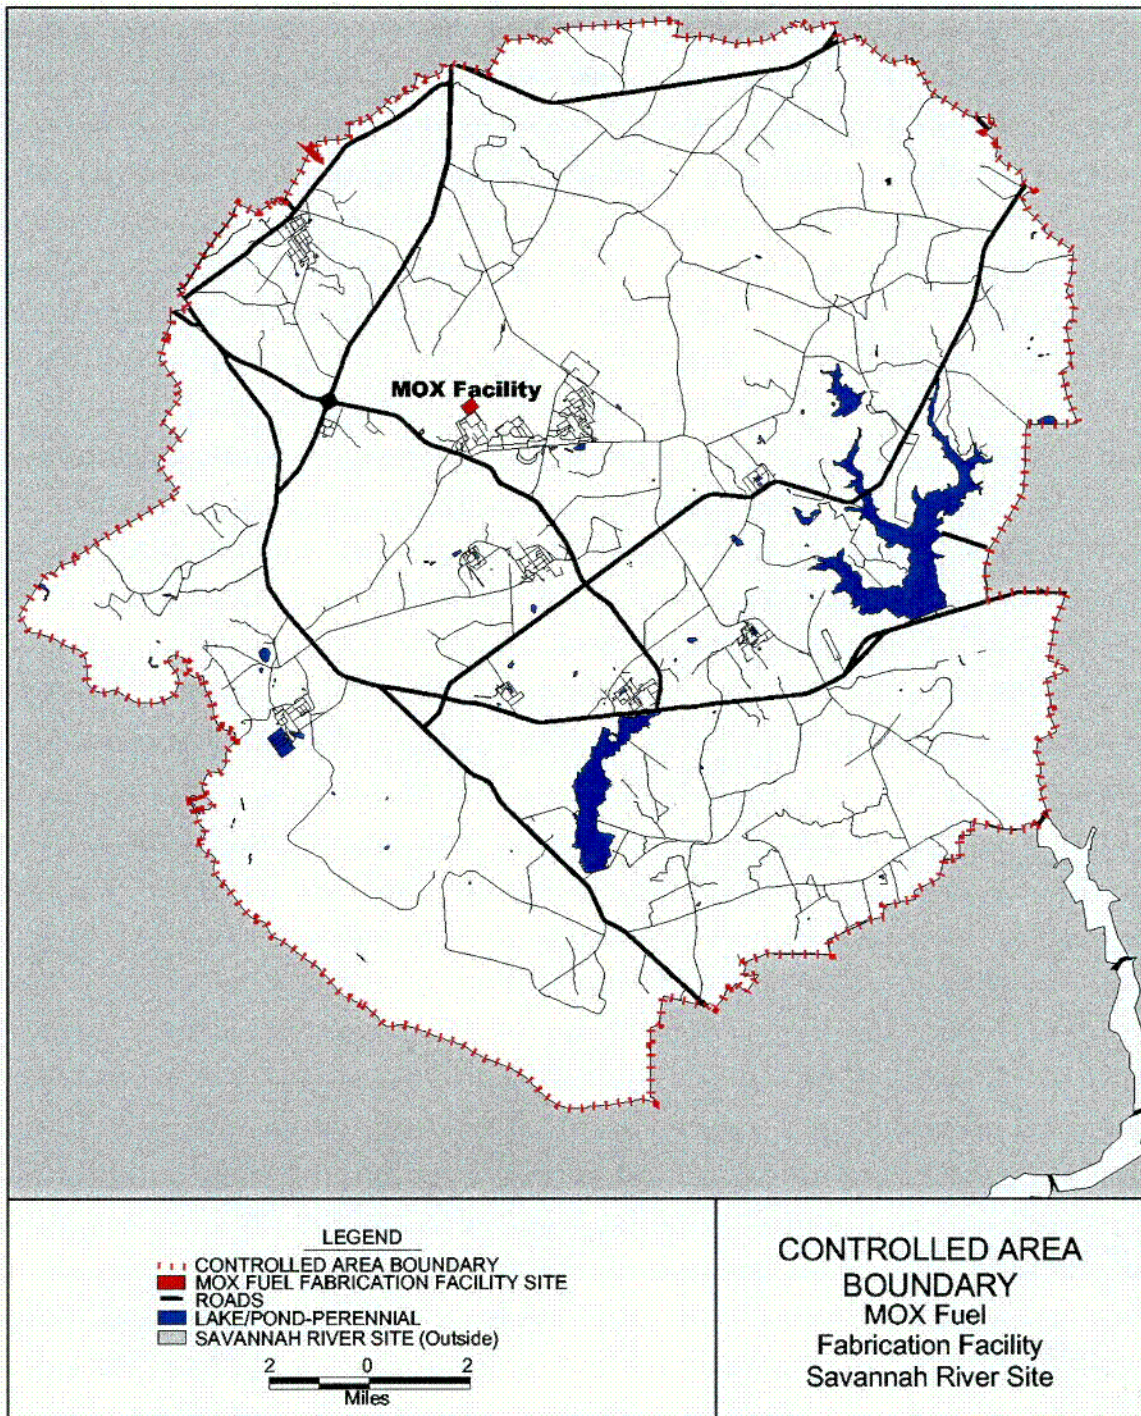 MOX Facility
LEGEND
CONTROLLED AREA BOUNDARY
MOX FUEL FABRICATION FACILITY SITE
ROADS
LAKE/POND-PERENNIAL
SAVANNAH RIVER SITE (Outside)
2 0 2
Miles
CONTROLLED AREA
BOUNDARY
MOX Fuel
Fabrication Facility
Savannah River Site